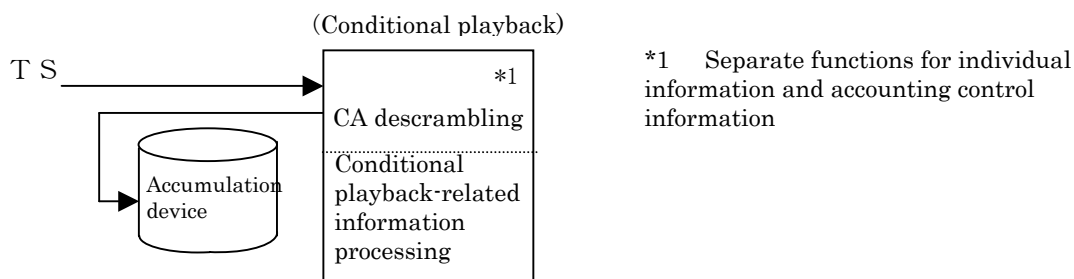 (Conditional playback)
T S
*1
CA descrambling
Conditional
playback-related
information
processing
Accumulation
device
*1 Separate functions for individual
information and accounting control
information